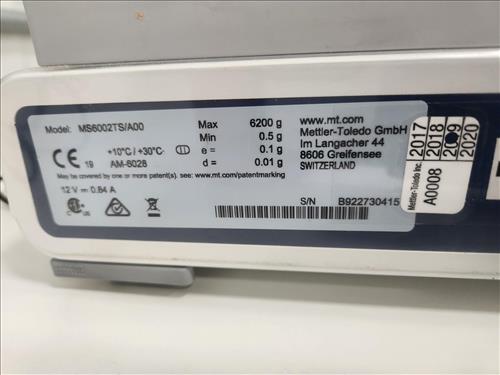 Model: MS6002TS/A00
Max 6200 g
Min 0.5 g
e = 0.1 g
d = 0.01 g
+10°C / +30°C
CE 19 AM-6028
May be covered by one or more patent(s). see: www.mt.com/patentmarking
12 V 0.84 A
www.mt.com
Mettler-Toledo GmbH
Im Langacher 44
8606 Greifensee
SWITZERLAND
S/N B922730415
Mettler-Toledo Inc.
A0008
2017
2018
2020